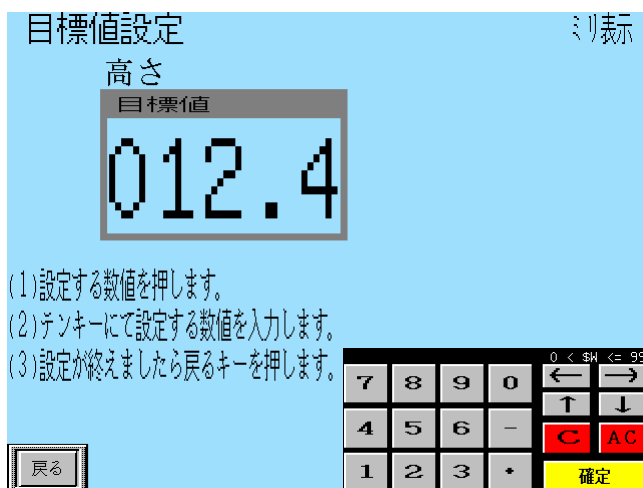 目標値設定
ミリ表示
高さ
目標値
012.4
(1)設定する数値を押します。
(2)テンキーにて設定する数値を入力します。
(3)設定が終えましたら戻るキーを押します。
0 < $W <= 99
7 8 9 0 ← →
↑ ↓
4 5 6 - C AC
1 2 3 · 確定
戻る